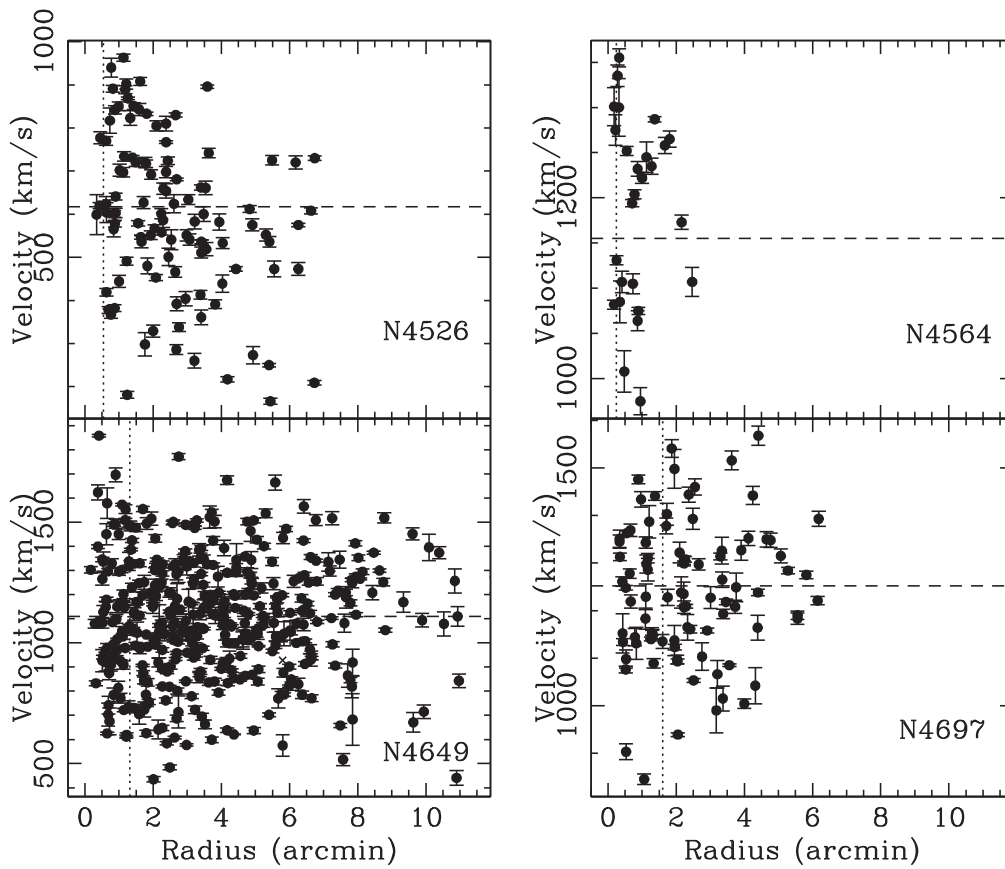 1000
500
Velocity (km/s)
N4526
1200
1000
Velocity (km/s)
N4564
1500
1000
500
Velocity (km/s)
N4649
1500
1000
Velocity (km/s)
N4697
0 2 4 6 8 10
Radius (arcmin)
0 2 4 6 8 10
Radius (arcmin)